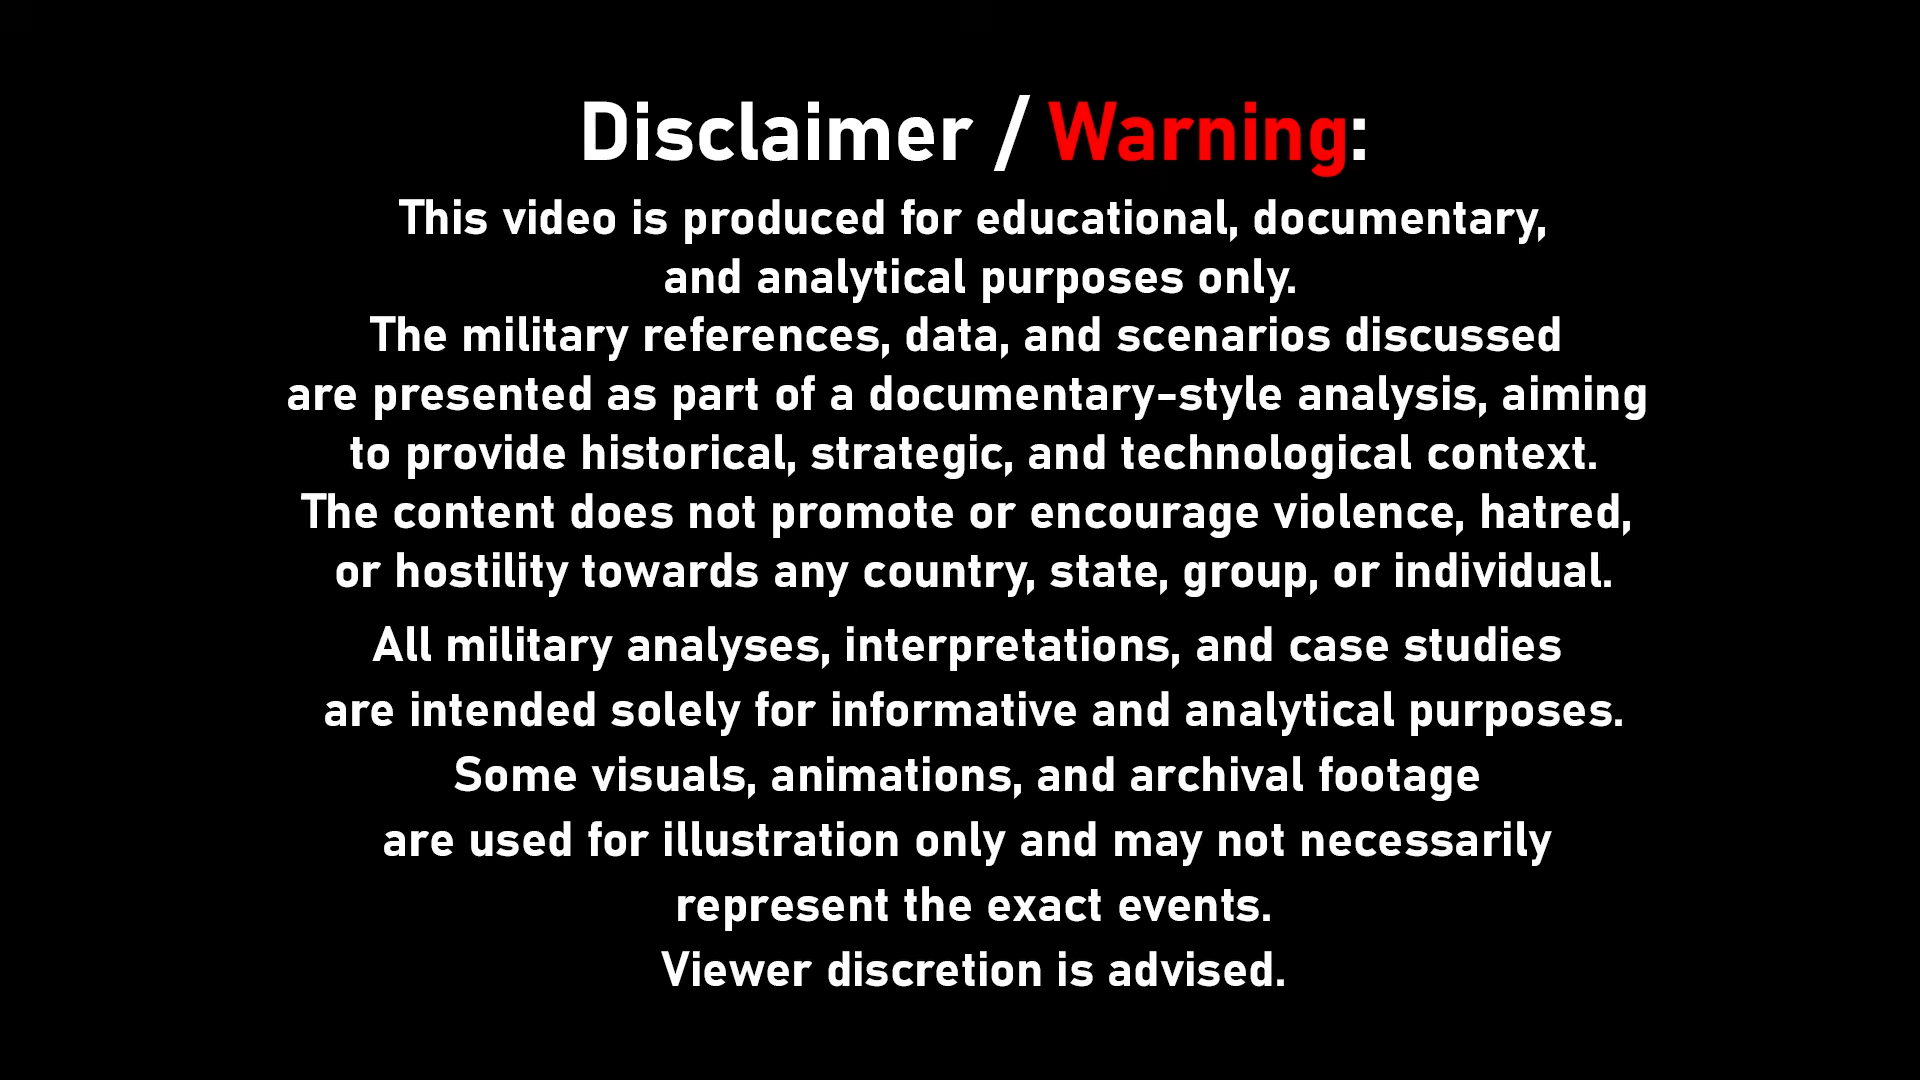 Disclaimer / Warning:
This video is produced for educational, documentary,
and analytical purposes only.
The military references, data, and scenarios discussed
are presented as part of a documentary-style analysis, aiming
to provide historical, strategic, and technological context.
The content does not promote or encourage violence, hatred,
or hostility towards any country, state, group, or individual.
All military analyses, interpretations, and case studies
are intended solely for informative and analytical purposes.
Some visuals, animations, and archival footage
are used for illustration only and may not necessarily
represent the exact events.
Viewer discretion is advised.